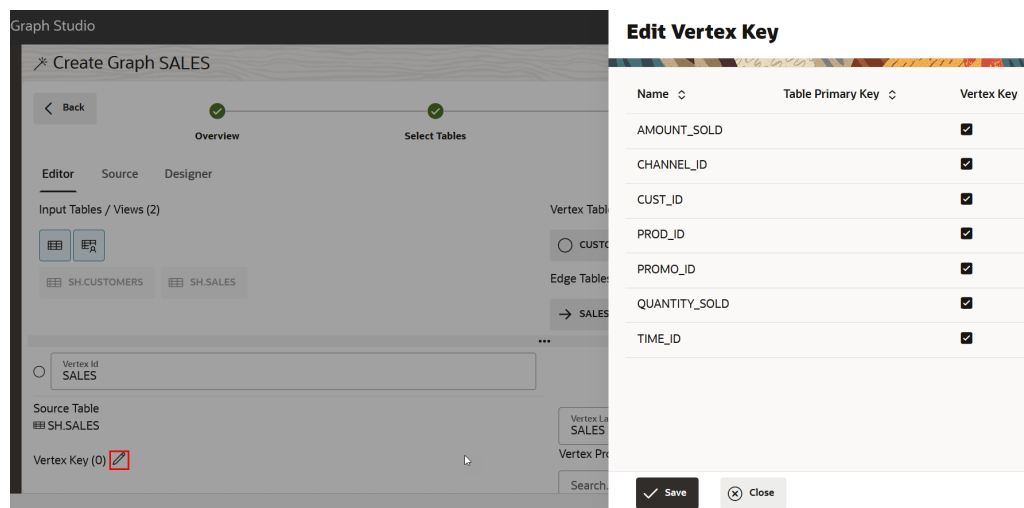 Graph Studio
Create Graph SALES
Back
Overview
Select Tables
Editor Source Designer
Input Tables / Views (2)
SH.CUSTOMERS SH.SALES
Vertex Tabl
CUSTO
Edge Tables
SALES
...
Vertex Id
SALES
Source Table
SH.SALES
Vertex La
SALES
Vertex Key (0)
Vertex Pro
Search.
Edit Vertex Key
Name Table Primary Key Vertex Key
AMOUNT_SOLD
CHANNEL_ID
CUST_ID
PROD_ID
PROMO_ID
QUANTITY_SOLD
TIME_ID
Save Close